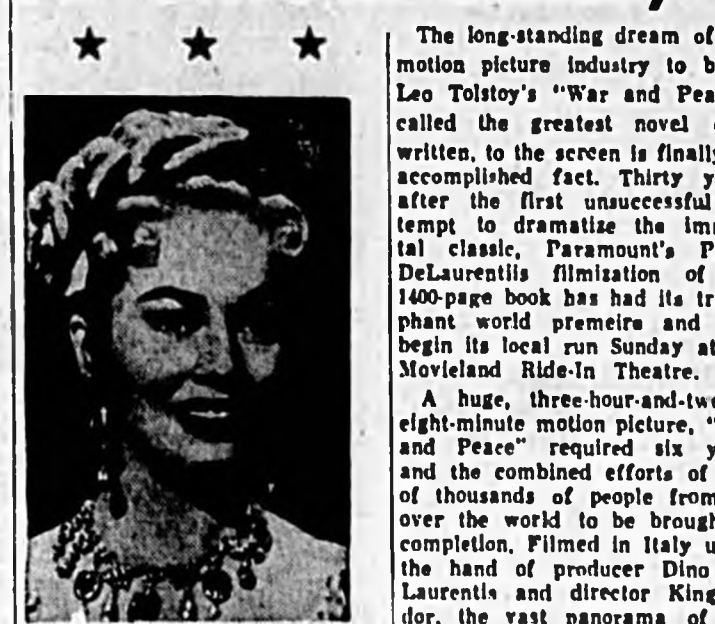 The long-standing dream of
motion picture industry to b
Leo Tolstoy's "War and Pea
called the greatest novel
written, to the screen is finally
accomplished fact. Thirty y
after the first unsuccessful
tempt to dramatize the imm
tal classic, Paramount's P
DeLaurentiis filmization of
1400-page book has had its tr
phant world premeire and
begin its local run Sunday at
Movieland Ride-In Theatre.
A huge, three-hour-and-twe
eight-minute motion picture, "
and Peace" required six y
and the combined efforts of
of thousands of people from
over the world to be brough
completion. Filmed in Italy u
the hand of producer Dino
Laurentis and director King
dor, the vast panorama of